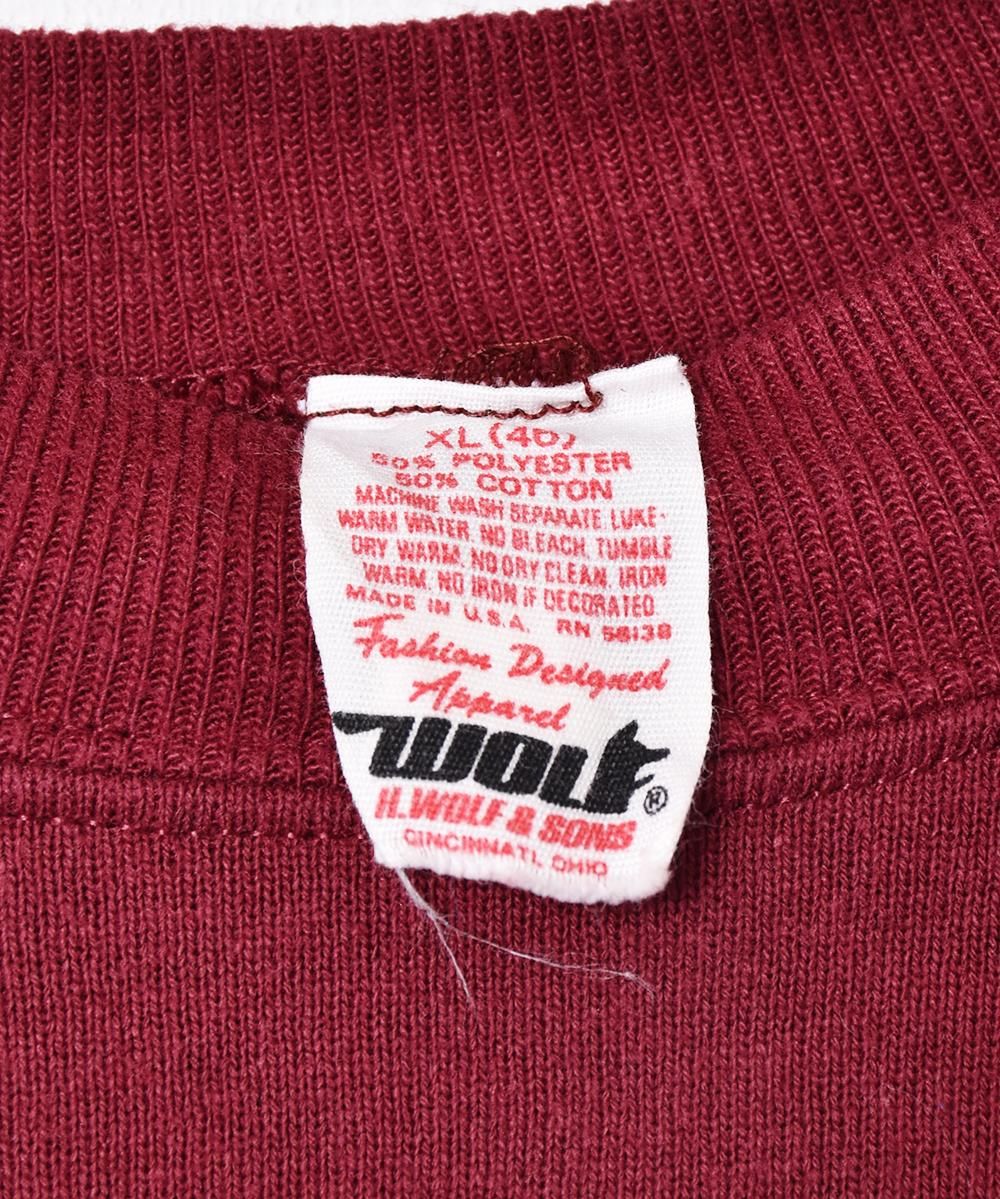 XL (46)
50% POLYESTER
50% COTTON
MACHINE WASH SEPARATE, LUKE-
WARM WATER, NO BLEACH, TUMBLE
DRY WARM, NO DRY CLEAN, IRON
WARM, NO IRON IF DECORATED.
MADE IN U.S.A. RN 56138
Fashion Designed
Apparel
WOLF®
H.WOLF & SONS
CINCINNATI, OHIO